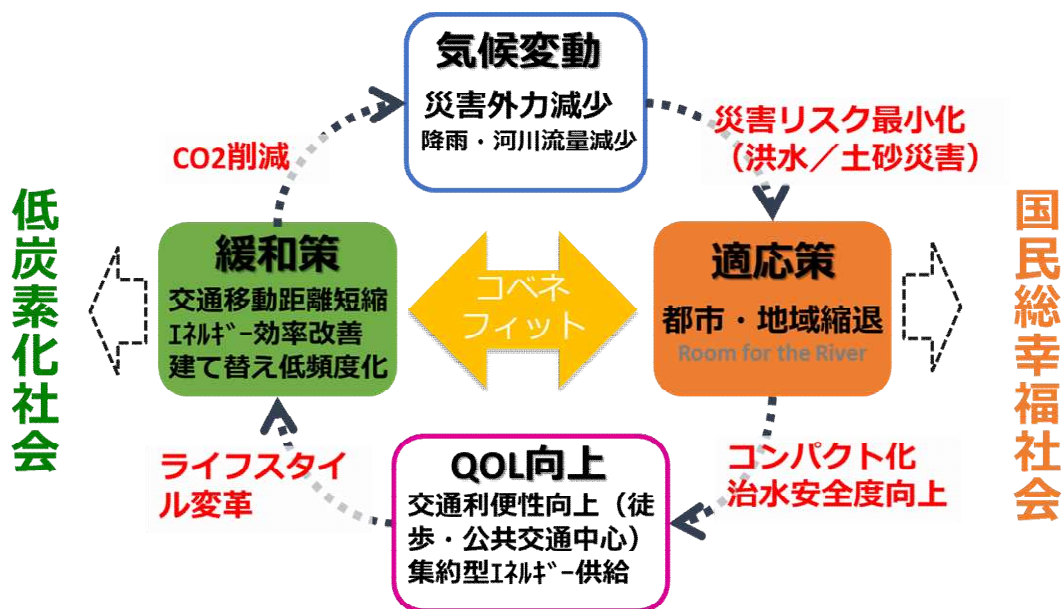 気候変動
災害外力減少
降雨・河川流量減少
CO2削減
災害リスク最小化
（洪水／土砂災害）
低炭素化社会
緩和策
交通移動距離短縮
ｴﾈﾙｷﾞｰ効率改善
建て替え低頻度化
コベネ
フィット
適応策
都市・地域縮退
Room for the River
国民総幸福社会
ライフスタイ
ル変革
QOL向上
交通利便性向上（徒
歩・公共交通中心）
集約型ｴﾈﾙｷﾞｰ供給
コンパクト化
治水安全度向上